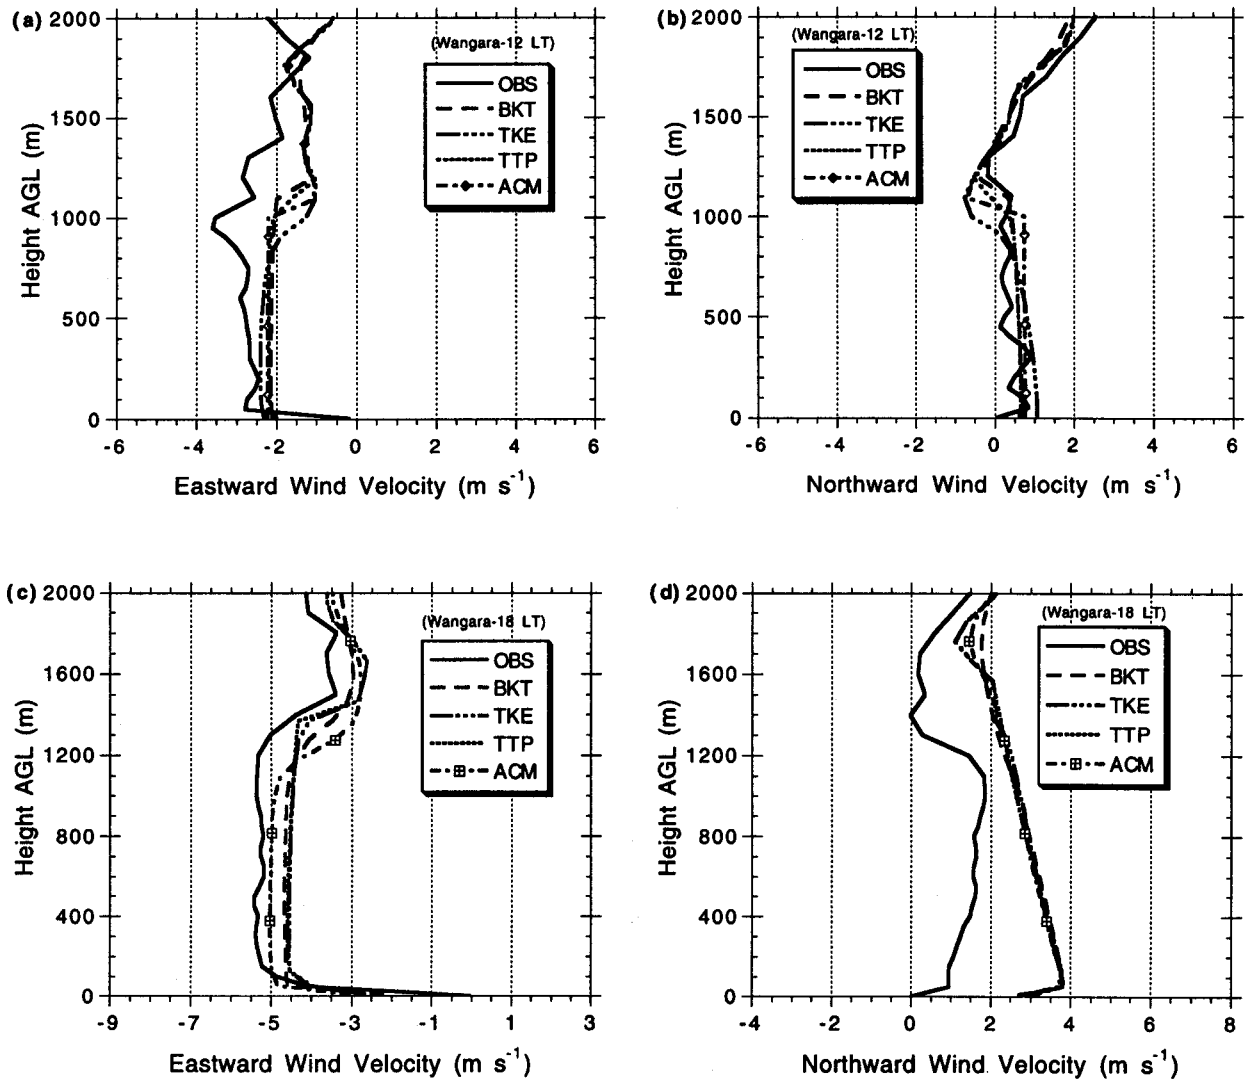 (a)
(Wangara-12 LT)
OBS
BKT
TKE
TTP
ACM
2000
1500
1000
500
0
Height AGL (m)
-6 -4 -2 0 2 4 6
Eastward Wind Velocity (m s-1)
(b)
(Wangara-12 LT)
OBS
BKT
TKE
TTP
ACM
2000
1500
1000
500
0
Height AGL (m)
-6 -4 -2 0 2 4 6
Northward Wind Velocity (m s-1)
(c)
(Wangara-18 LT)
OBS
BKT
TKE
TTP
ACM
2000
1600
1200
800
400
0
Height AGL (m)
-9 -7 -5 -3 -1 1 3
Eastward Wind Velocity (m s-1)
(d)
(Wangara-18 LT)
OBS
BKT
TKE
TTP
ACM
2000
1600
1200
800
400
0
Height AGL (m)
-4 -2 0 2 4 6 8
Northward Wind Velocity (m s-1)